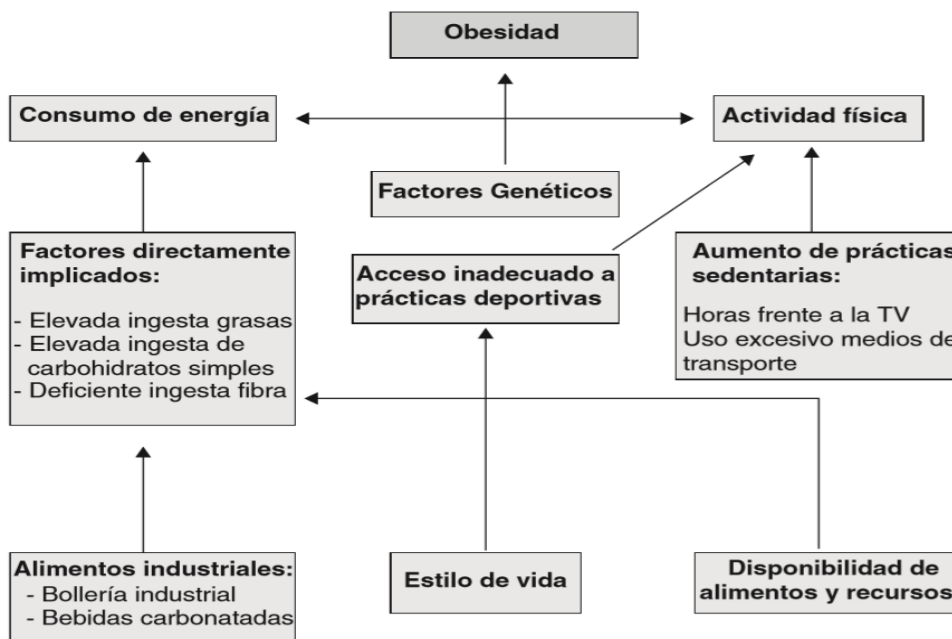 Obesidad
Consumo de energía
Actividad física
Factores Genéticos
Factores directamente
implicados:
- Elevada ingesta grasas
- Elevada ingesta de
carbohidratos simples
- Deficiente ingesta fibra
Acceso inadecuado a
prácticas deportivas
Aumento de prácticas
sedentarias:
Horas frente a la TV
Uso excesivo medios de
transporte
Alimentos industriales:
- Bollería industrial
- Bebidas carbonatadas
Estilo de vida
Disponibilidad de
alimentos y recursos